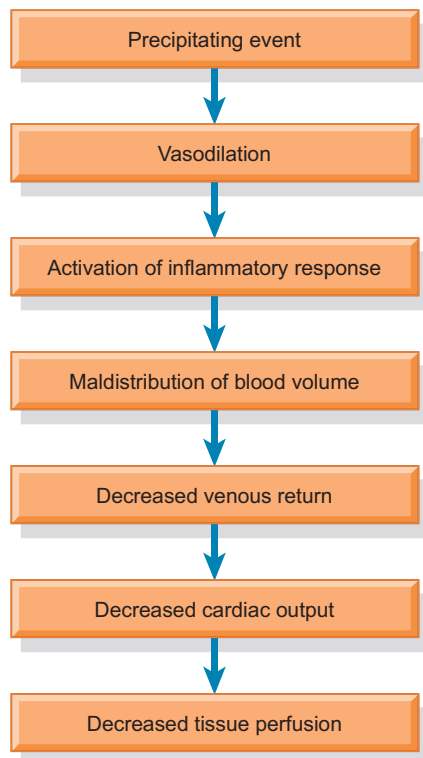 Precipitating event
Vasodilation
Activation of inflammatory response
Maldistribution of blood volume
Decreased venous return
Decreased cardiac output
Decreased tissue perfusion